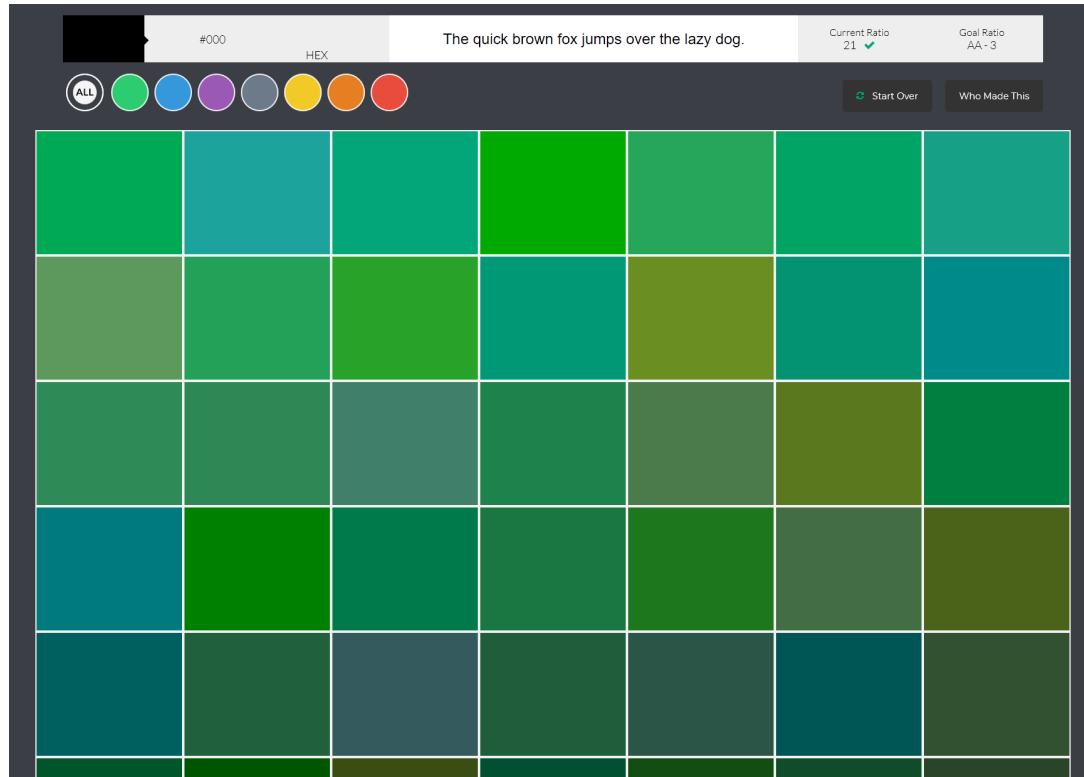 #000
HEX
The quick brown fox jumps over the lazy dog.
Current Ratio
21
Goal Ratio
AA - 3
ALL
Start Over
Who Made This